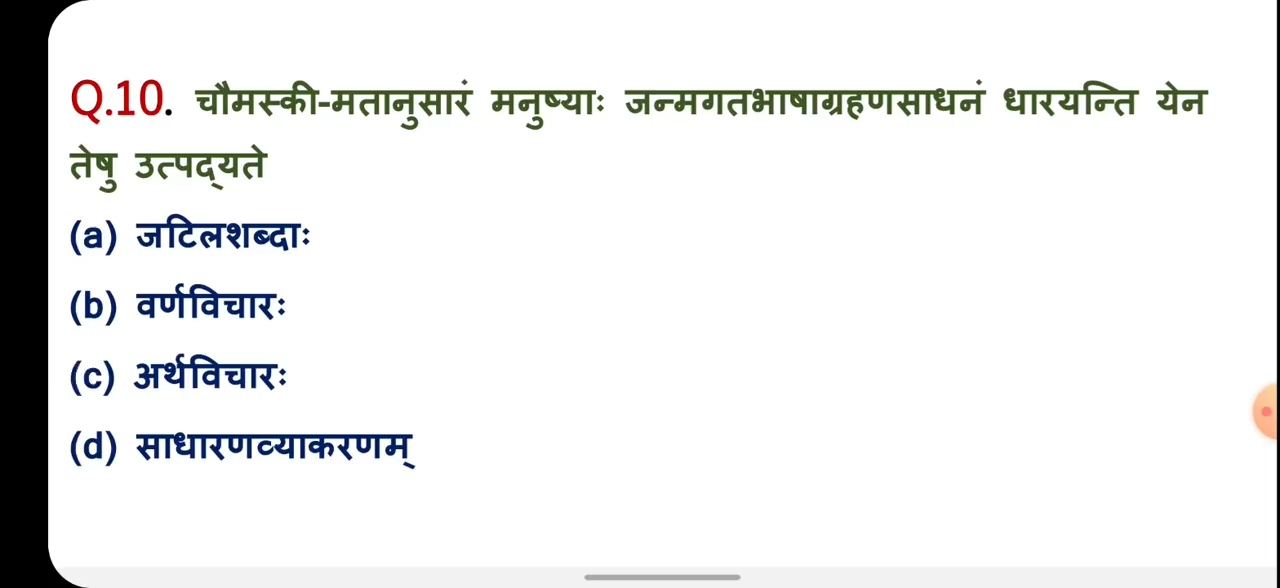 Q.10. चौमस्की-मतानुसारं मनुष्याः जन्मगतभाषाग्रहणसाधनं धारयन्ति येन
तेषु उत्पद्‌यते
(a) जटिलशब्दाः
(b) वर्णविचारः
(c) अर्थविचारः
(d) साधारणव्याकरणम्